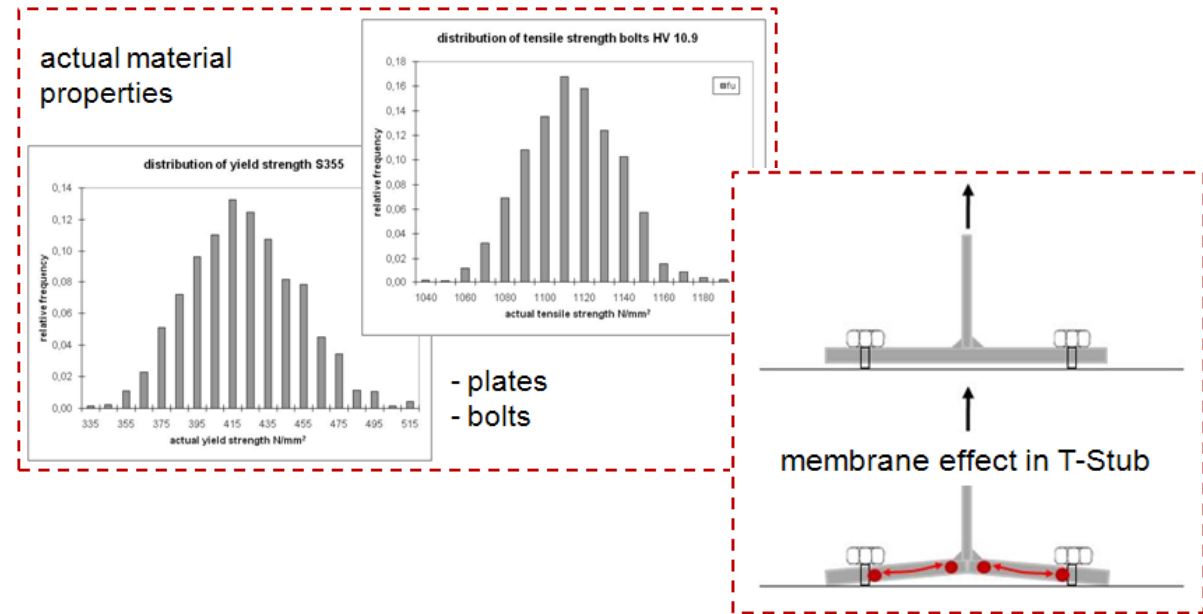 actual material
properties
distribution of tensile strength bolts HV 10.9
0,18
0,16
0,14
0,12
0,10
0,08
0,06
0,04
0,02
0,00
relative frequency
fu
1040 1060 1080 1100 1120 1140 1160 1180
actual tensile strength N/mm²
distribution of yield strength S355
0,14
0,12
0,10
0,08
0,06
0,04
0,02
0,00
relative frequency
335 355 375 395 415 435 455 475 495 515
actual yield strength N/mm²
- plates
- bolts
membrane effect in T-Stub